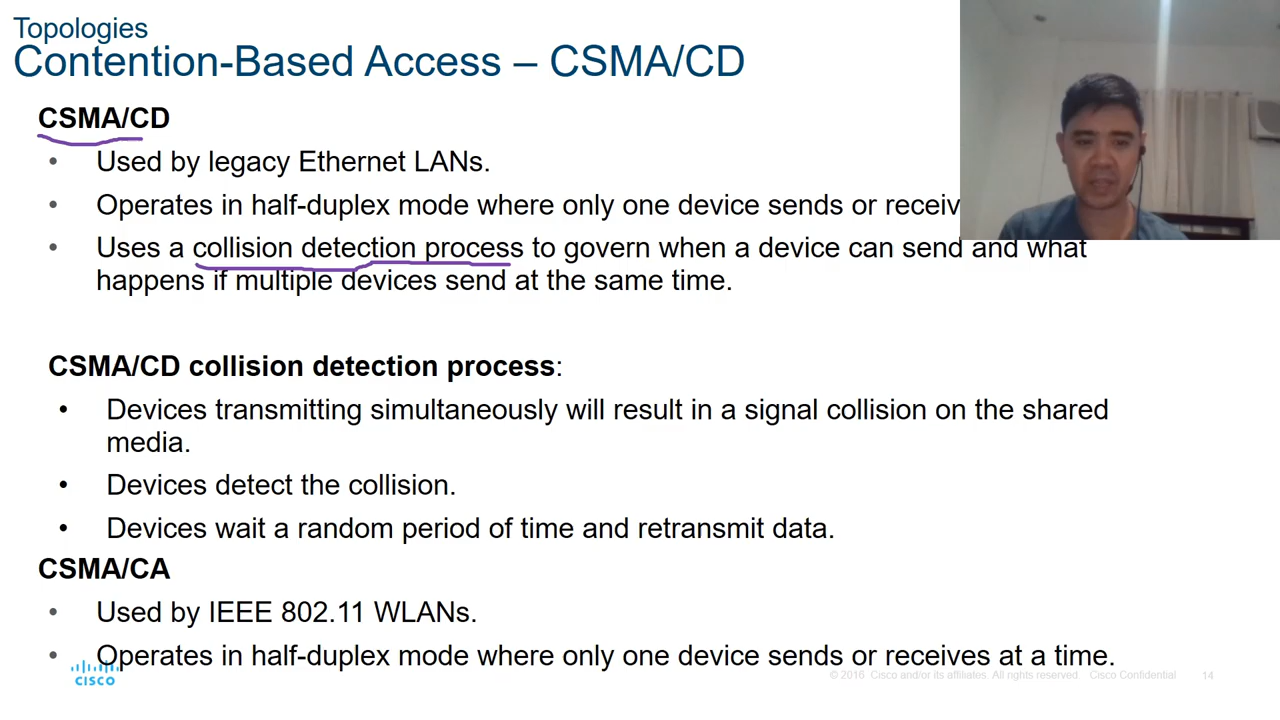 Topologies
Contention-Based Access – CSMA/CD
CSMA/CD
• Used by legacy Ethernet LANs.
• Operates in half-duplex mode where only one device sends or receiv
• Uses a collision detection process to govern when a device can send and what
happens if multiple devices send at the same time.
CSMA/CD collision detection process:
• Devices transmitting simultaneously will result in a signal collision on the shared
media.
• Devices detect the collision.
• Devices wait a random period of time and retransmit data.
CSMA/CA
• Used by IEEE 802.11 WLANs.
• Operates in half-duplex mode where only one device sends or receives at a time.
CISCO
© 2016 Cisco and/or its affiliates. All rights reserved. Cisco Confidential 14